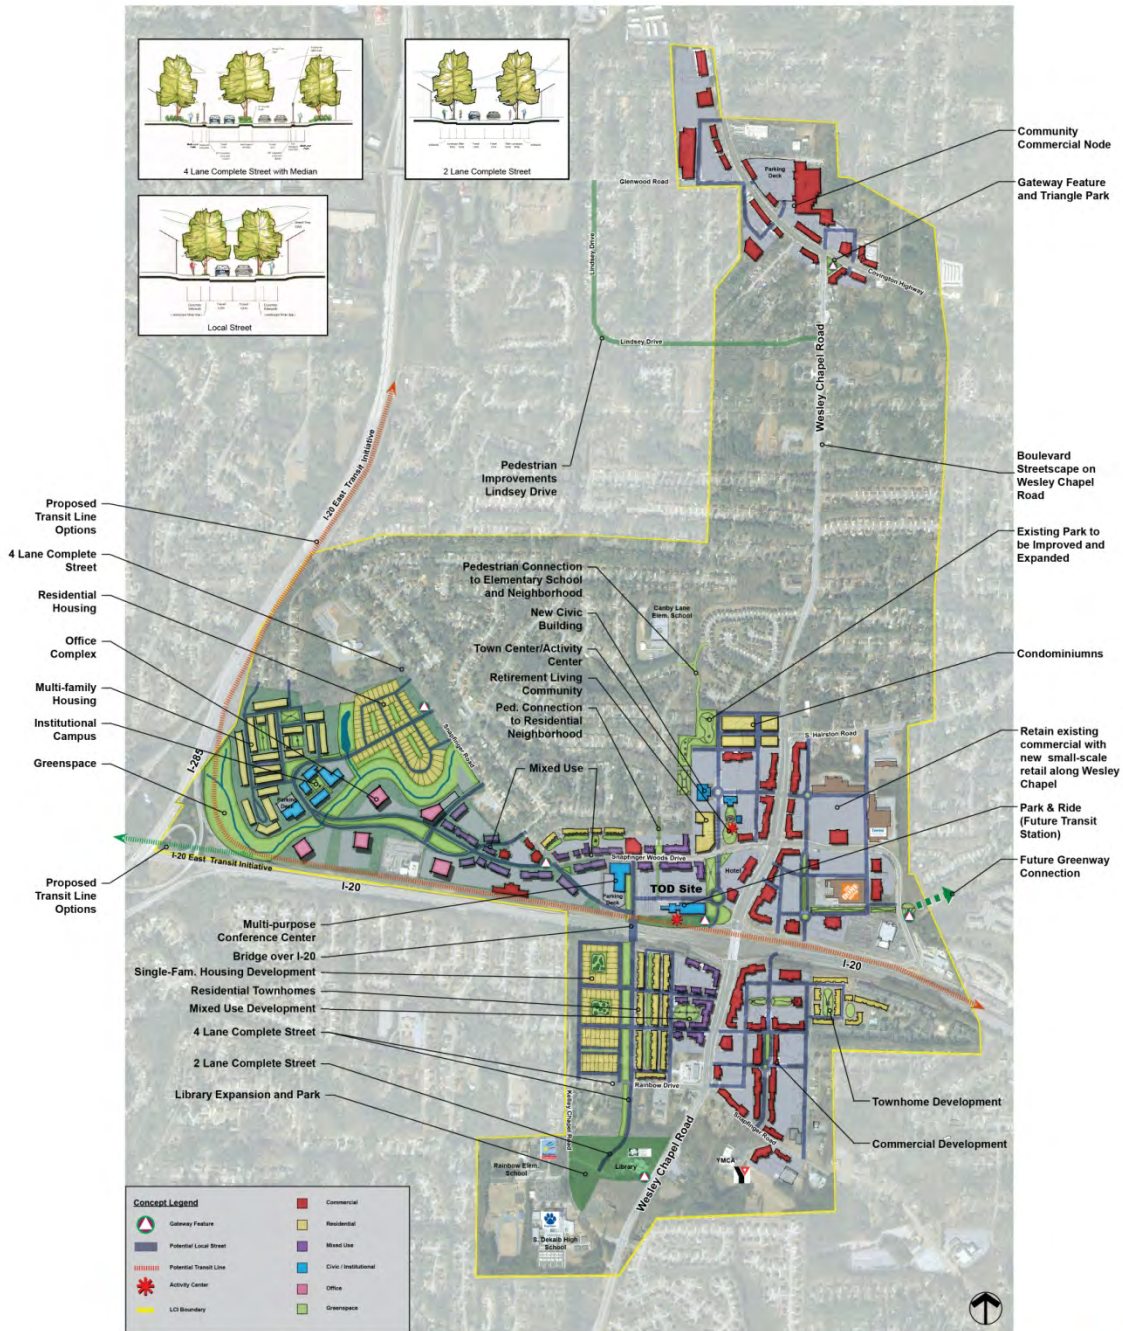 4 Lane Complete Street with Median
2 Lane Complete Street
Local Street
Glenwood Road
Lindsey Drive
Lindsey Drive
Parking
Deck
Covington Highway
Wesley Chapel Road
Community
Commercial Node
Gateway Feature
and Triangle Park
Pedestrian
Improvements
Lindsey Drive
Boulevard
Streetscape on
Wesley Chapel
Road
I-20 East Transit Initiative
Proposed
Transit Line
Options
4 Lane Complete
Street
Residential
Housing
Office
Complex
Multi-family
Housing
Institutional
Campus
Greenspace
Existing Park to
be Improved and
Expanded
Pedestrian Connection
to Elementary School
and Neighborhood
New Civic
Building
Town Center/Activity
Center
Retirement Living
Community
Ped. Connection
to Residential
Neighborhood
Canby Lane
Elem. School
Condominiumns
S. Hairston Road
Retain existing
commercial with
new small-scale
retail along Wesley
Chapel
Park & Ride
(Future Transit
Station)
Future Greenway
Connection
I-285
Snapfinger Road
Parking
Deck
Mixed Use
Snapfinger Woods Drive
Hotel
TOD Site
Parking
Deck
I-20 East Transit Initiative
I-20
I-20
Proposed
Transit Line
Options
Multi-purpose
Conference Center
Bridge over I-20
Single-Fam. Housing Development
Residential Townhomes
Mixed Use Development
4 Lane Complete Street
2 Lane Complete Street
Library Expansion and Park
Rainbow Drive
Kelley Chapel Road
Wesley Chapel Road
Snapfinger Road
Townhome Development
Commercial Development
YMCA
Library
Rainbow Elem.
School
S. Dekalb High
School
Concept Legend
Gateway Feature
Potential Local Street
Potential Transit Line
Activity Center
LCI Boundary
Commercial
Residential
Mixed Use
Civic / Institutional
Office
Greenspace